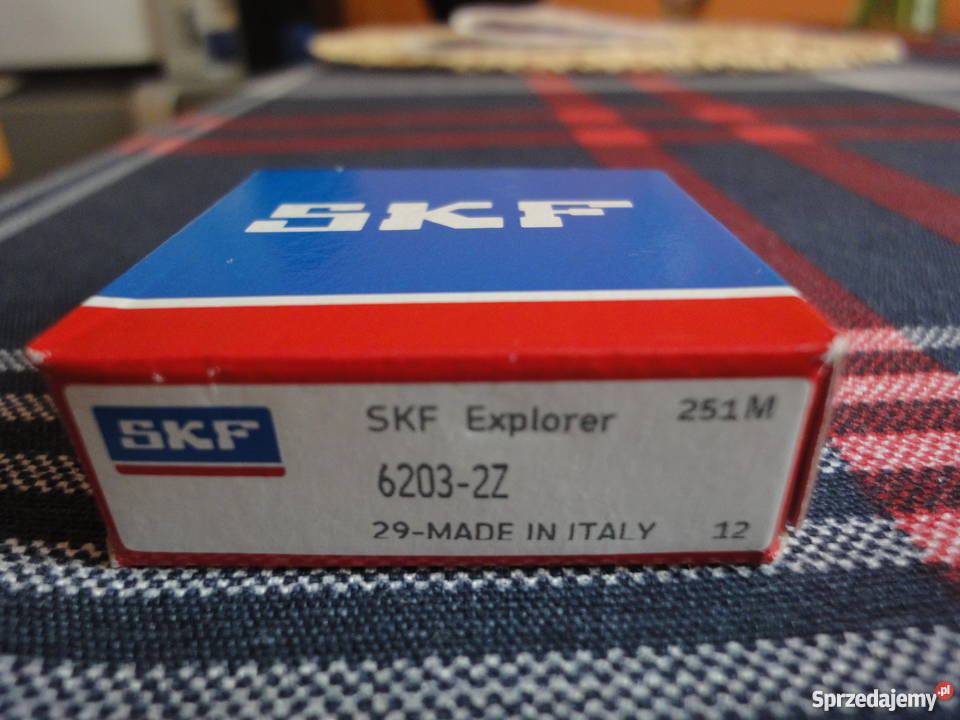 SKF
SKF
SKF Explorer 251M
6203-2Z
29-MADE IN ITALY 12
Sprzedajemy.pl